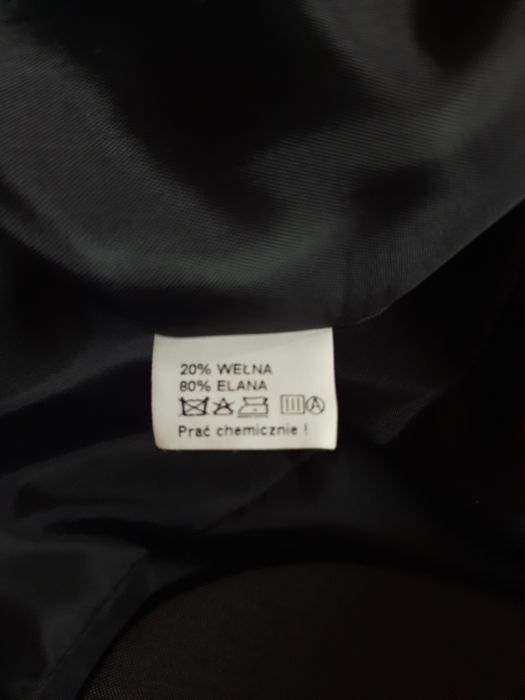 20% WEŁNA
80% ELANA
A
Prać chemicznie !